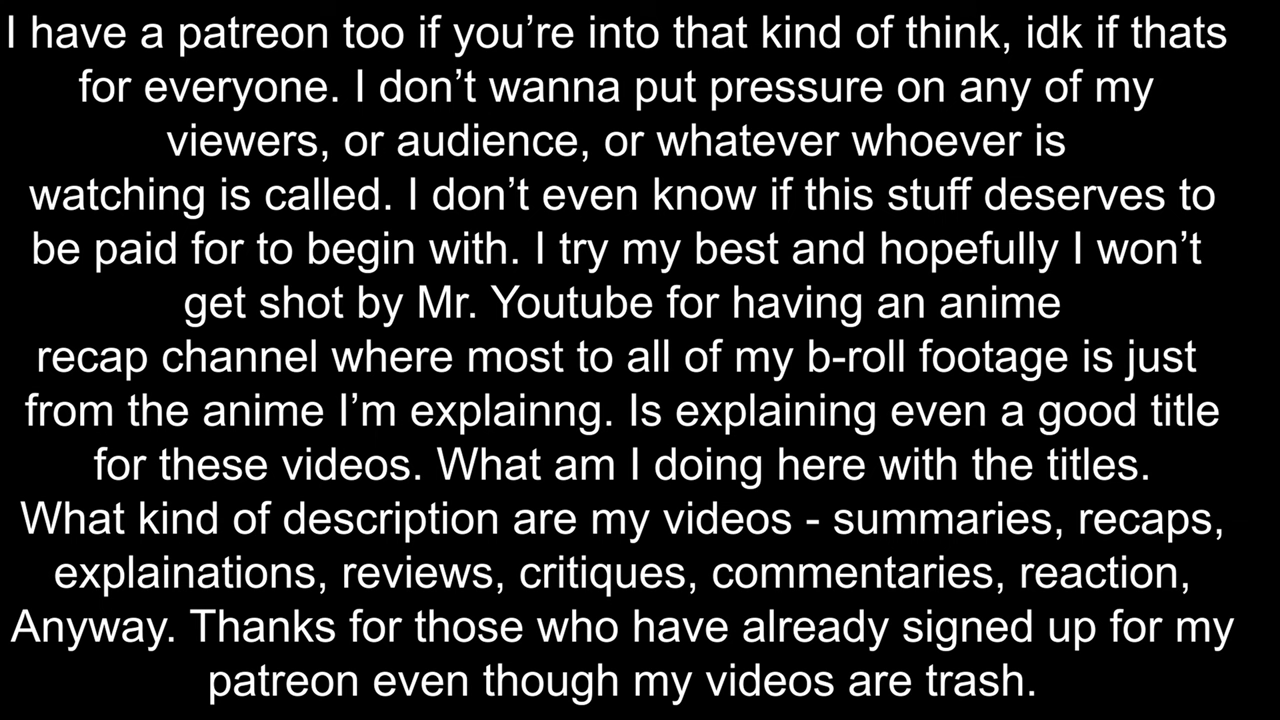 I have a patreon too if you’re into that kind of think, idk if thats
for everyone. I don’t wanna put pressure on any of my
viewers, or audience, or whatever whoever is
watching is called. I don’t even know if this stuff deserves to
be paid for to begin with. I try my best and hopefully I won’t
get shot by Mr. Youtube for having an anime
recap channel where most to all of my b-roll footage is just
from the anime I’m explainng. Is explaining even a good title
for these videos. What am I doing here with the titles.
What kind of description are my videos - summaries, recaps,
explainations, reviews, critiques, commentaries, reaction,
Anyway. Thanks for those who have already signed up for my
patreon even though my videos are trash.